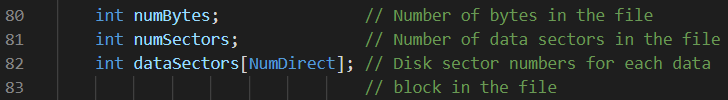 80 int numBytes; // Number of bytes in the file
81 int numSectors; // Number of data sectors in the file
82 int dataSectors[NumDirect]; // Disk sector numbers for each data
83 // block in the file